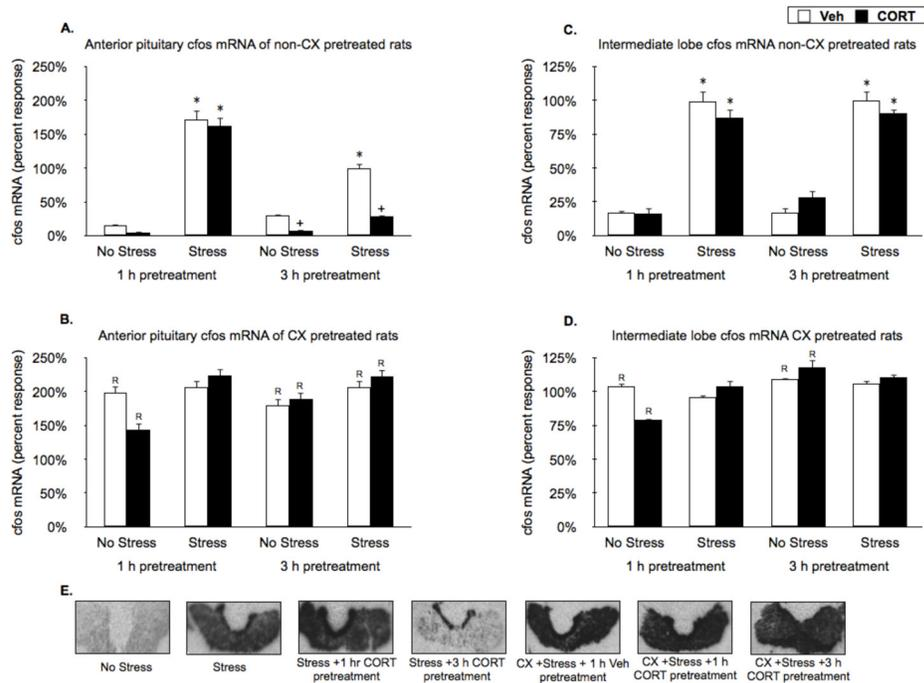 Veh CORT
A.
Anterior pituitary cfos mRNA of non-CX pretreated rats
cfos mRNA (percent response)
250%
200%
150%
100%
50%
0%
* * * + +
No Stress Stress No Stress Stress
1 h pretreatment 3 h pretreatment
C.
Intermediate lobe cfos mRNA non-CX pretreated rats
cfos mRNA (percent response)
125%
100%
75%
50%
25%
0%
* * * *
No Stress Stress No Stress Stress
1 h pretreatment 3 h pretreatment
B.
Anterior pituitary cfos mRNA of CX pretreated rats
cfos mRNA (percent response)
250%
200%
150%
100%
50%
0%
R R R R R R
No Stress Stress No Stress Stress
1 h pretreatment 3 h pretreatment
D.
Intermediate lobe cfos mRNA CX pretreated rats
cfos mRNA (percent response)
125%
100%
75%
50%
25%
0%
R R R R
No Stress Stress No Stress Stress
1 h pretreatment 3 h pretreatment
E.
No Stress
Stress
Stress +1 hr CORT
pretreatment
Stress +3 h CORT
pretreatment
CX +Stress + 1 h Veh
pretreatment
CX +Stress +1 h
CORT pretreatment
CX +Stress +3 h
CORT pretreatment